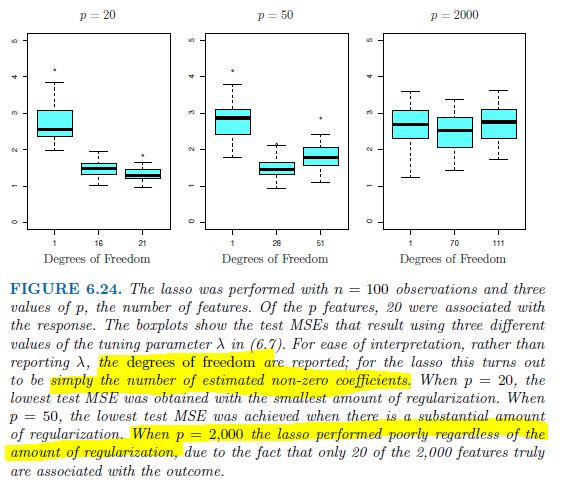 p = 20 p = 50 p = 2000
5 5 5
4 4 4
3 3 3
2 2 2
1 1 1
0 0 0
1 16 21 1 28 51 1 70 111
Degrees of Freedom Degrees of Freedom Degrees of Freedom
FIGURE 6.24. The lasso was performed with n = 100 observations and three
values of p, the number of features. Of the p features, 20 were associated with
the response. The boxplots show the test MSEs that result using three different
values of the tuning parameter λ in (6.7). For ease of interpretation, rather than
reporting λ, the degrees of freedom are reported; for the lasso this turns out
to be simply the number of estimated non-zero coefficients. When p = 20, the
lowest test MSE was obtained with the smallest amount of regularization. When
p = 50, the lowest test MSE was achieved when there is a substantial amount
of regularization. When p = 2,000 the lasso performed poorly regardless of the
amount of regularization, due to the fact that only 20 of the 2,000 features truly
are associated with the outcome.